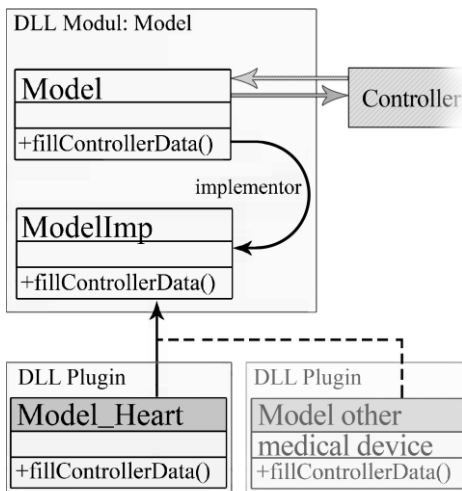 DLL Modul: Model
Model
+fillControllerData()
Controller
implementor
ModelImp
+fillControllerData()
DLL Plugin
Model_Heart
+fillControllerData()
DLL Plugin
Model other
medical device
+fillControllerData()